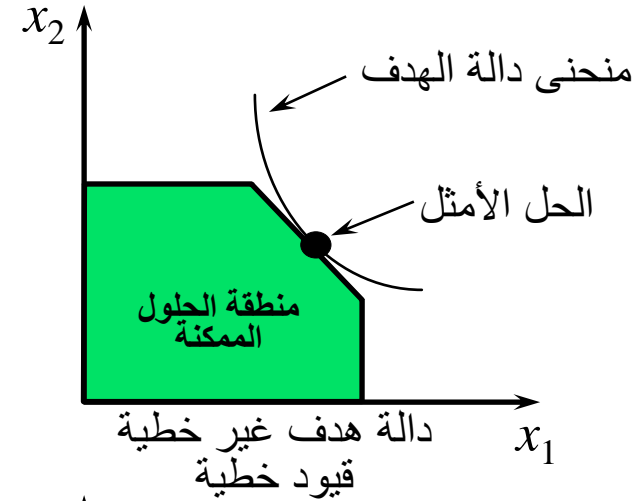 x₂
منحنى دالة الهدف
الحل الأمثل
منطقة الحلول
الممكنة
دالة هدف غير خطية
x₁
قيود خطية